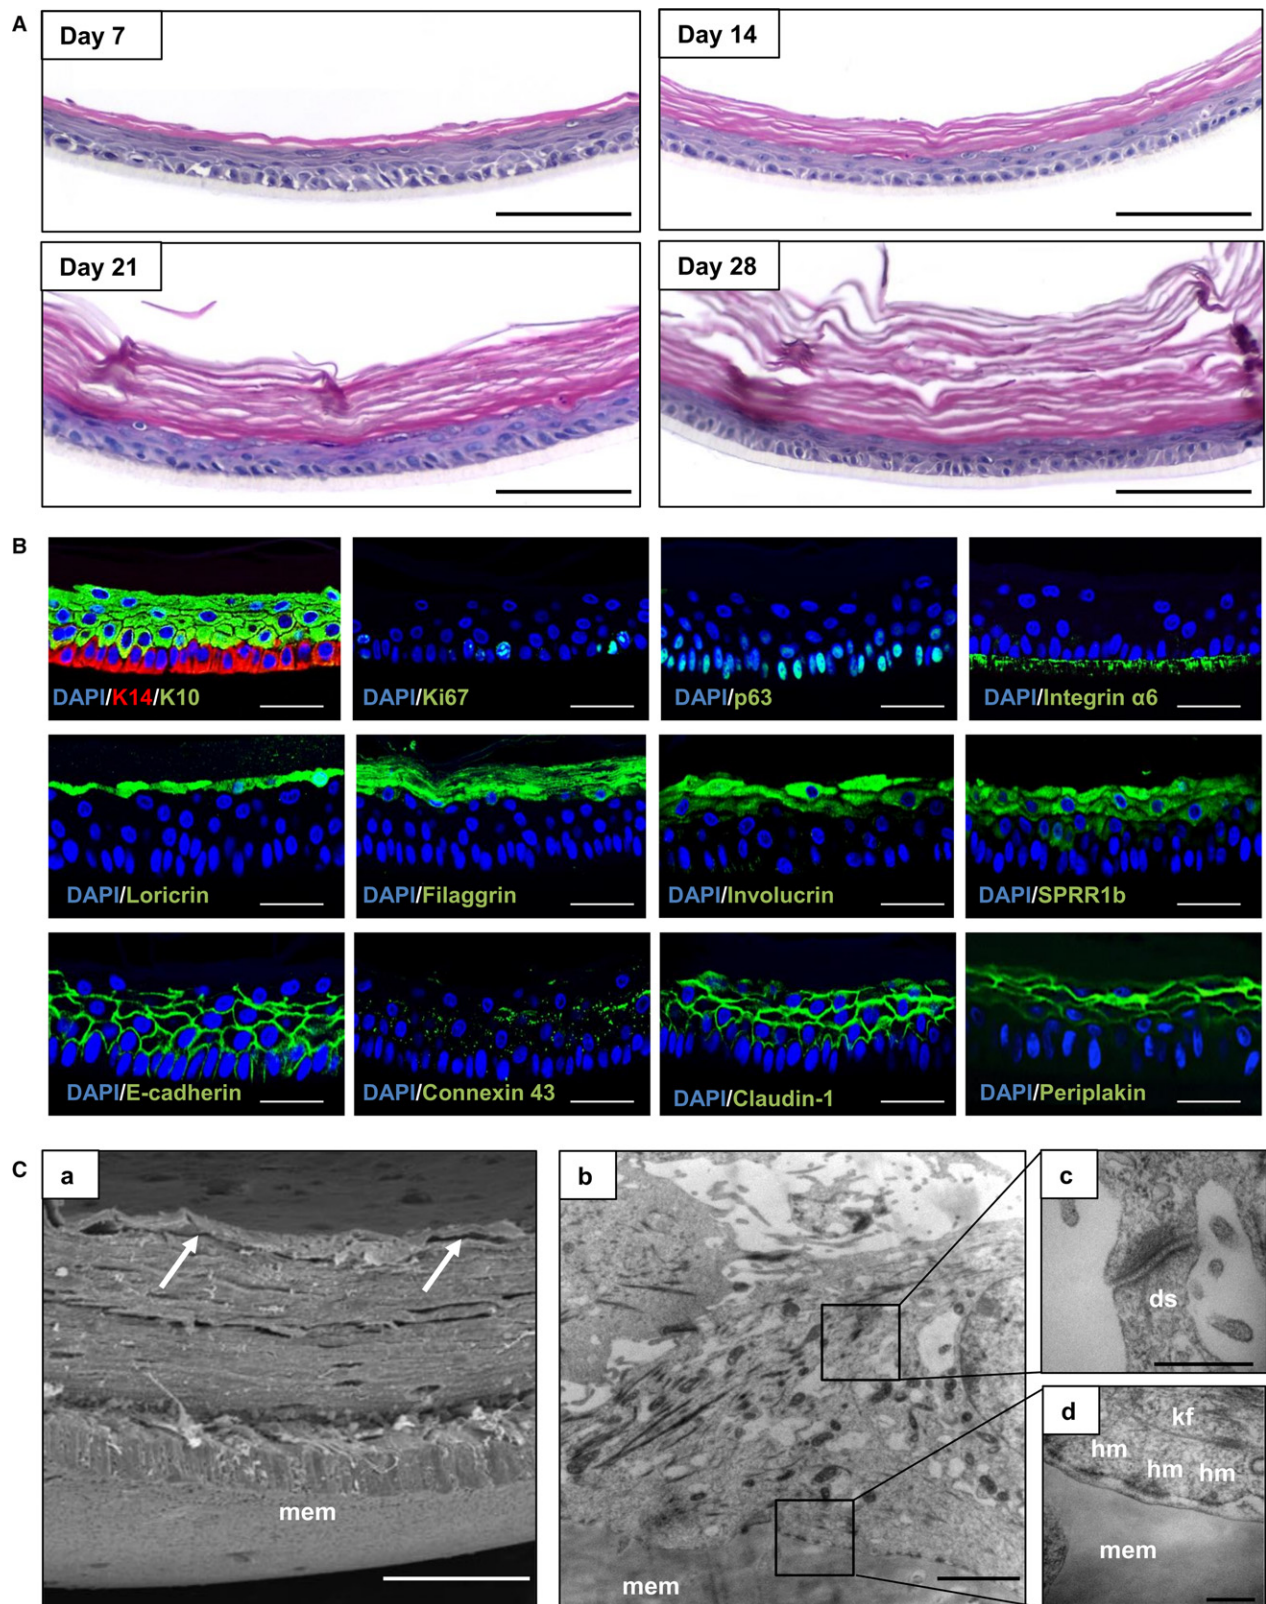 A
Day 7
Day 14
Day 21
Day 28
B
DAPI/K14/K10
DAPI/Ki67
DAPI/p63
DAPI/Integrin α6
DAPI/Loricrin
DAPI/Filaggrin
DAPI/Involucrin
DAPI/SPRR1b
DAPI/E-cadherin
DAPI/Connexin 43
DAPI/Claudin-1
DAPI/Periplakin
C
a
mem
b
mem
c
ds
d
kf
hm
hm
hm
mem